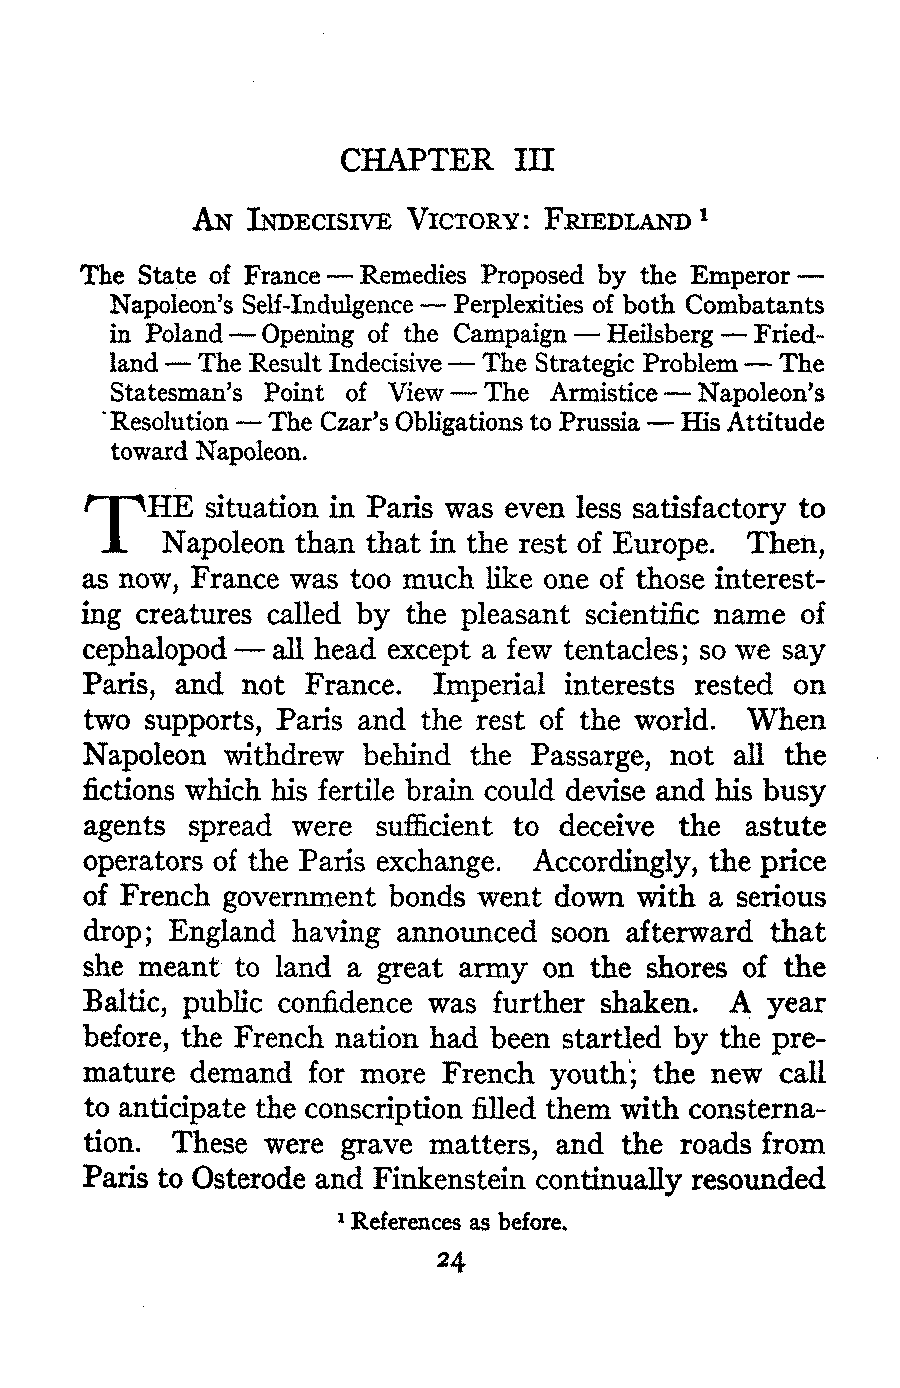 CHAPTER III
AN INDECISIVE VICTORY: FRIEDLAND ¹
The State of France — Remedies Proposed by the Emperor —
Napoleon's Self-Indulgence — Perplexities of both Combatants
in Poland — Opening of the Campaign — Heilsberg — Fried-
land — The Result Indecisive — The Strategic Problem — The
Statesman's Point of View — The Armistice — Napoleon's
Resolution — The Czar's Obligations to Prussia — His Attitude
toward Napoleon.
THE situation in Paris was even less satisfactory to
Napoleon than that in the rest of Europe. Then,
as now, France was too much like one of those interest-
ing creatures called by the pleasant scientific name of
cephalopod — all head except a few tentacles; so we say
Paris, and not France. Imperial interests rested on
two supports, Paris and the rest of the world. When
Napoleon withdrew behind the Passarge, not all the
fictions which his fertile brain could devise and his busy
agents spread were sufficient to deceive the astute
operators of the Paris exchange. Accordingly, the price
of French government bonds went down with a serious
drop; England having announced soon afterward that
she meant to land a great army on the shores of the
Baltic, public confidence was further shaken. A year
before, the French nation had been startled by the pre-
mature demand for more French youth; the new call
to anticipate the conscription filled them with consterna-
tion. These were grave matters, and the roads from
Paris to Osterode and Finkenstein continually resounded
¹ References as before.
24